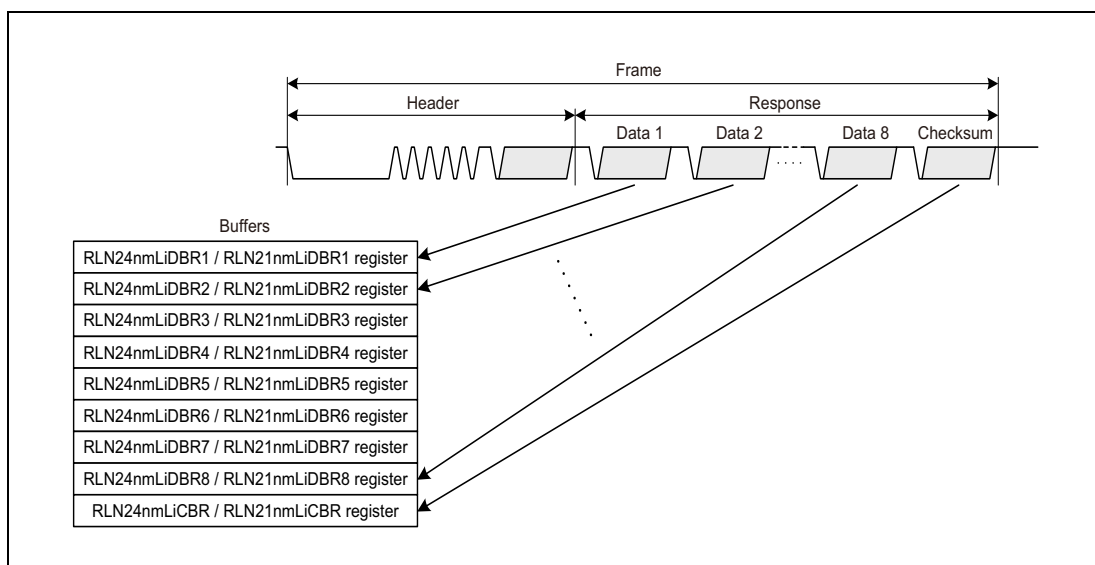 Frame
Header
Response
Data 1
Data 2
Data 8
Checksum
Buffers
RLN24nmLiDBR1 / RLN21nmLiDBR1 register
RLN24nmLiDBR2 / RLN21nmLiDBR2 register
RLN24nmLiDBR3 / RLN21nmLiDBR3 register
RLN24nmLiDBR4 / RLN21nmLiDBR4 register
RLN24nmLiDBR5 / RLN21nmLiDBR5 register
RLN24nmLiDBR6 / RLN21nmLiDBR6 register
RLN24nmLiDBR7 / RLN21nmLiDBR7 register
RLN24nmLiDBR8 / RLN21nmLiDBR8 register
RLN24nmLiCBR / RLN21nmLiCBR register